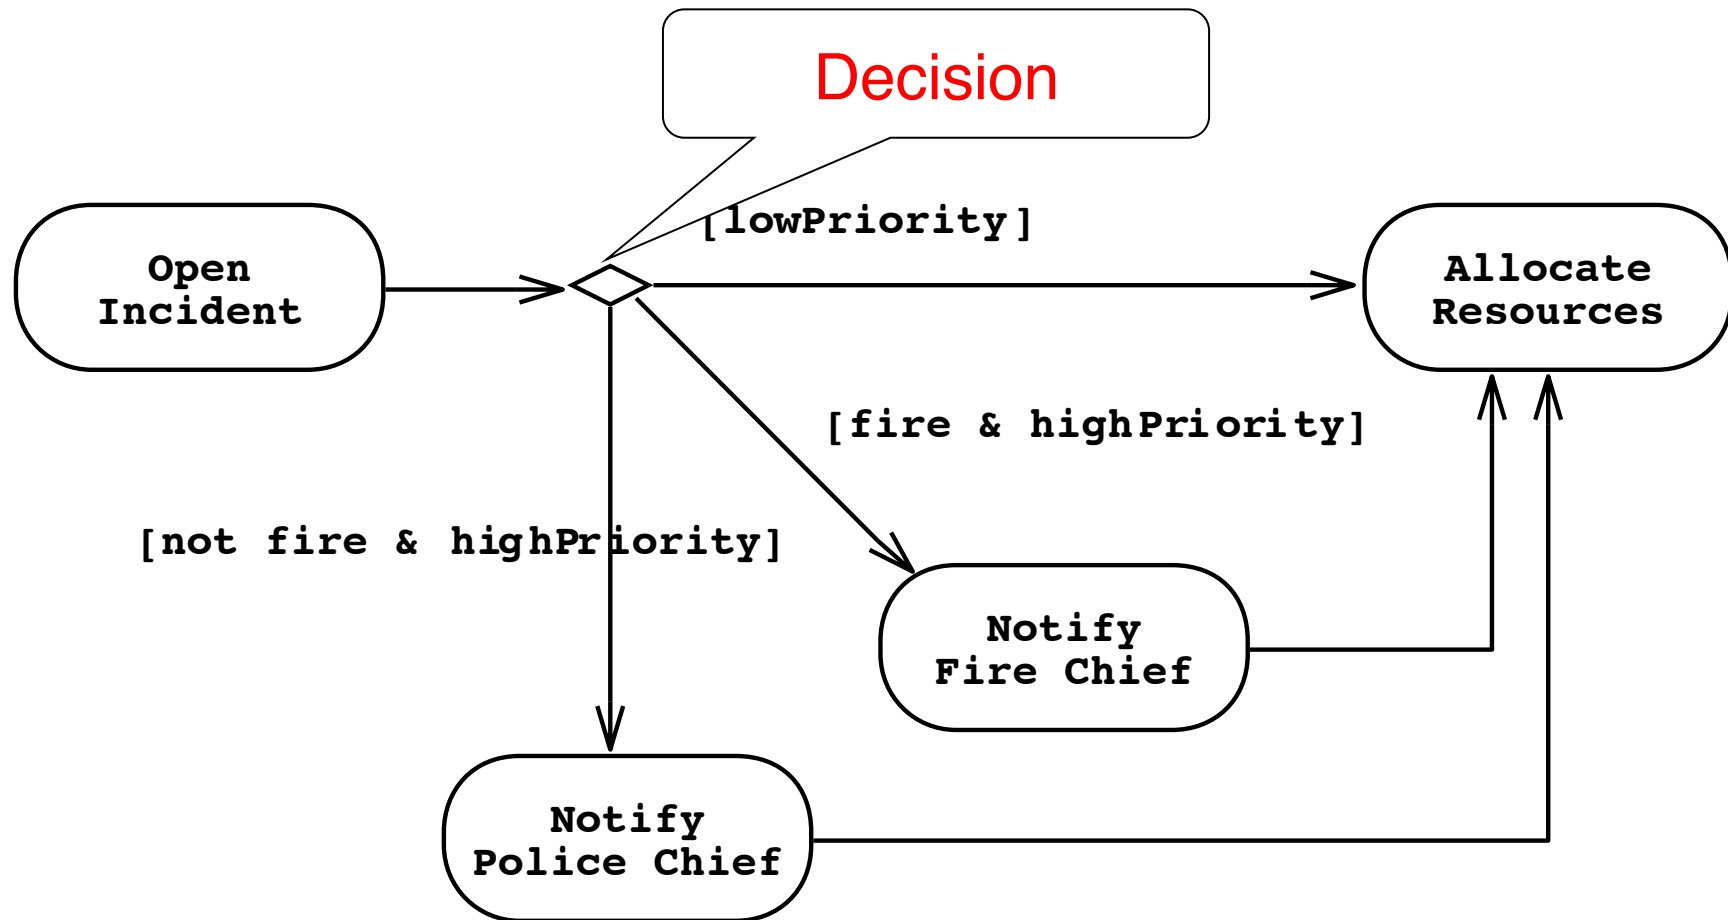 Decision
[lowPriority]
Open
Incident
Allocate
Resources
[fire & highPriority]
[not fire & highPriority]
Notify
Fire Chief
Notify
Police Chief